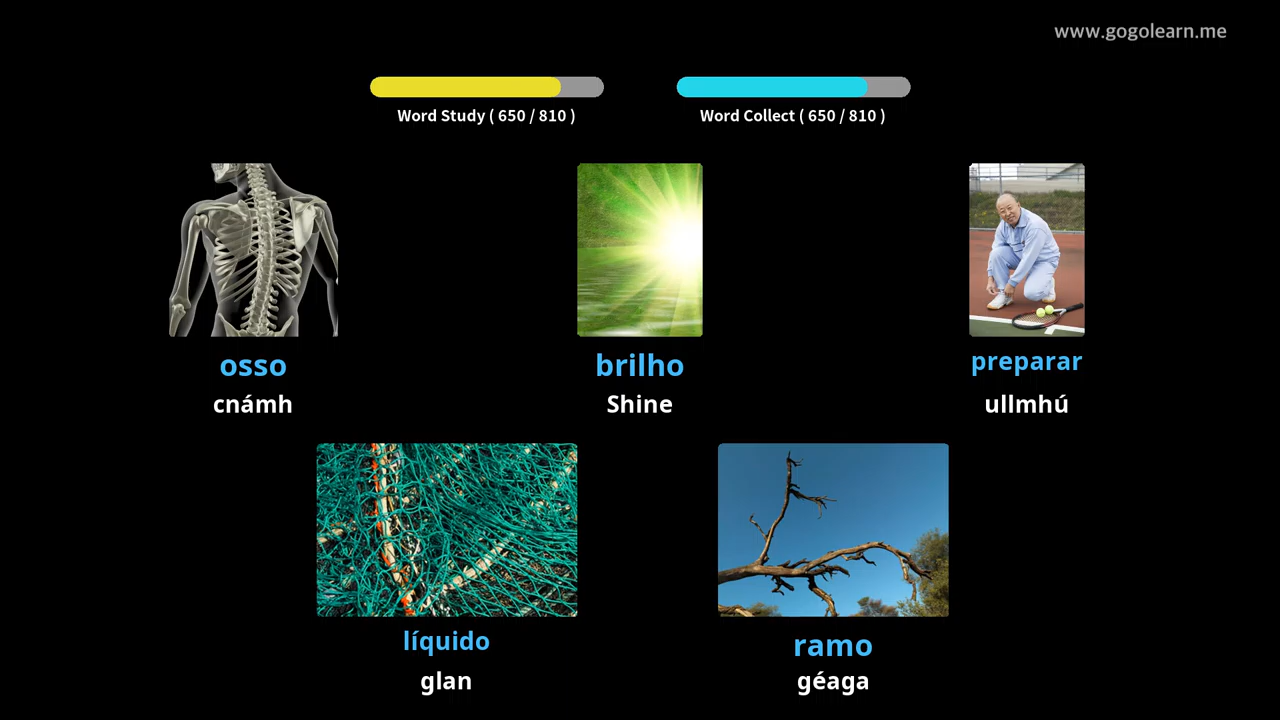 www.gogolearn.me
Word Study ( 650 / 810 )
Word Collect ( 650 / 810 )
osso
cnámh
brilho
Shine
preparar
ullmhú
líquido
glan
ramo
géaga